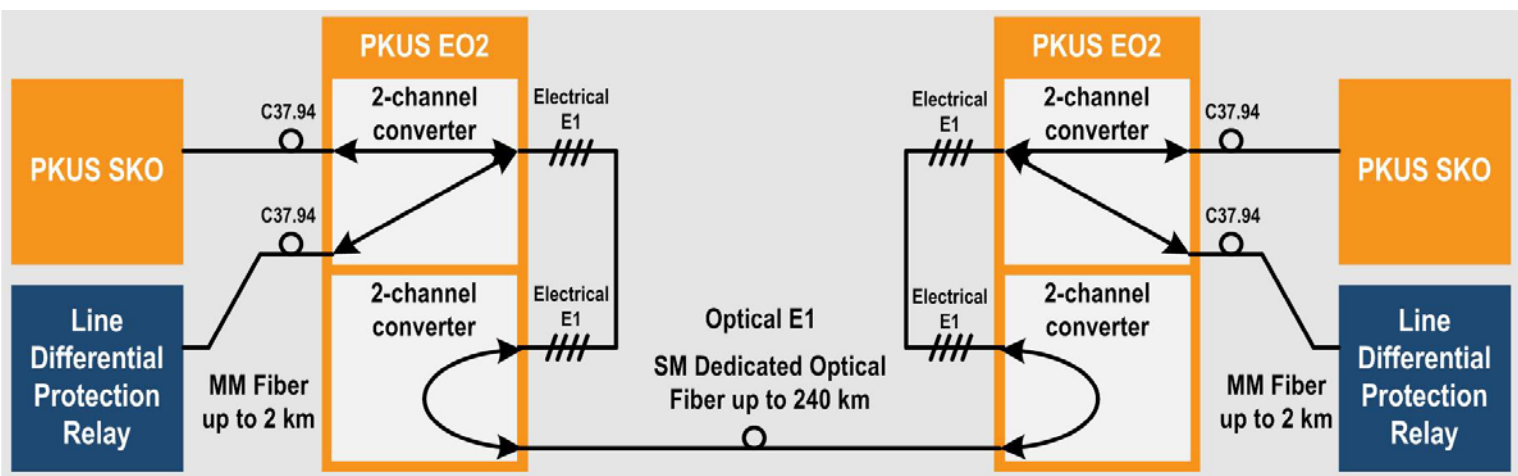 PKUS EO2
PKUS EO2
2-channel
converter
2-channel
converter
Electrical
E1
Electrical
E1
C37.94
C37.94
PKUS SKO
PKUS SKO
C37.94
C37.94
2-channel
converter
2-channel
converter
Electrical
E1
Electrical
E1
Line
Differential
Protection
Relay
Line
Differential
Protection
Relay
Optical E1
SM Dedicated Optical
Fiber up to 240 km
MM Fiber
up to 2 km
MM Fiber
up to 2 km